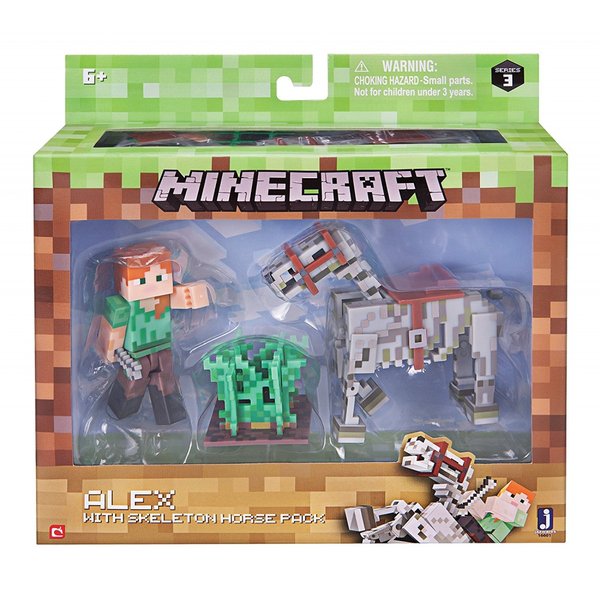 6+
WARNING:
CHOKING HAZARD-Small parts.
Not for children under 3 years.
SERIES
3
MINECRAFT
ALEX
WITH SKELETON HORSE PACK